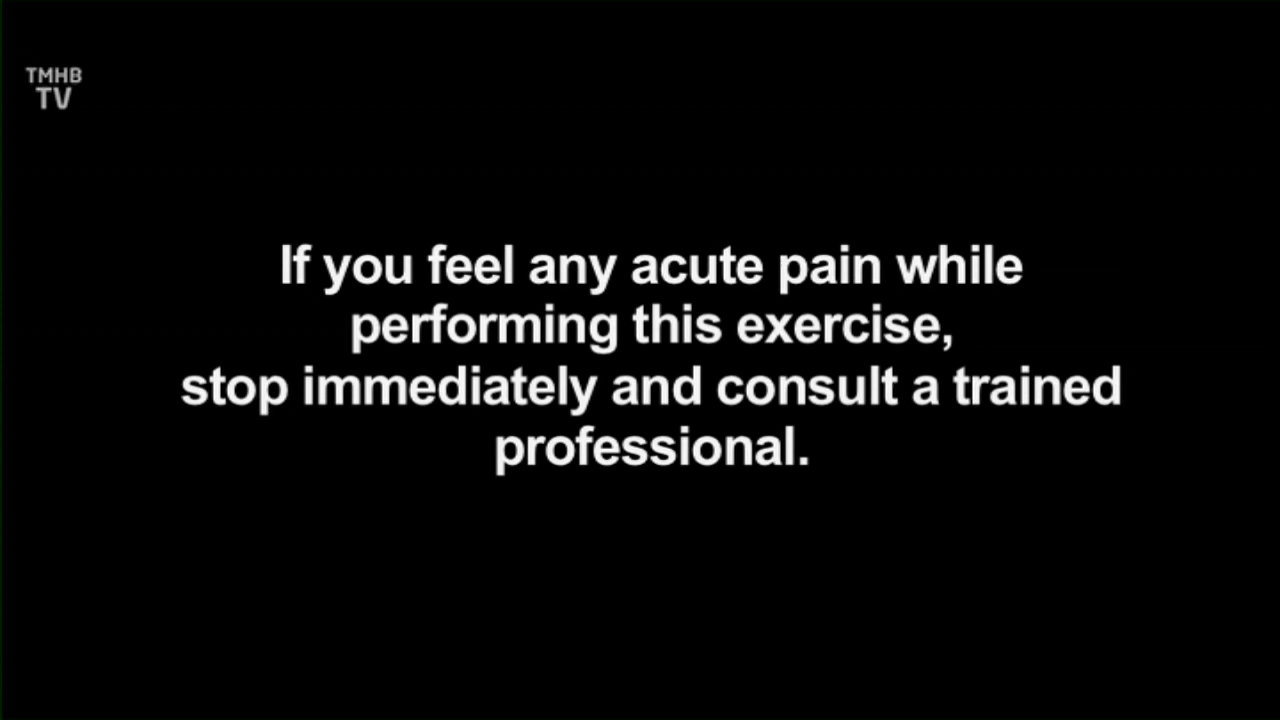 TMHB
TV
If you feel any acute pain while
performing this exercise,
stop immediately and consult a trained
professional.